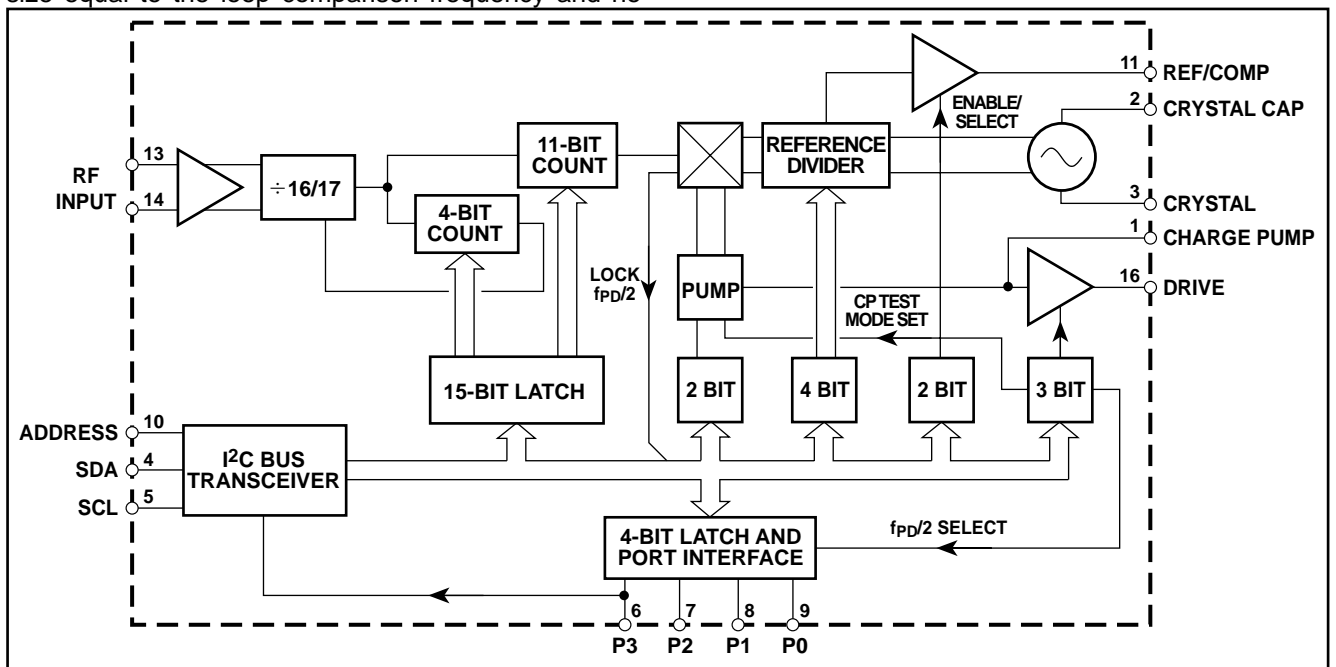 size equal to the loop comparison frequency and no
11
REF/COMP
2
CRYSTAL CAP
ENABLE/
SELECT
13
RF
INPUT
14
÷16/17
11-BIT
COUNT
4-BIT
COUNT
REFERENCE
DIVIDER
3
CRYSTAL
1
CHARGE PUMP
LOCK
fPD/2
PUMP
16
DRIVE
CP TEST
MODE SET
15-BIT LATCH
2 BIT
4 BIT
2 BIT
3 BIT
ADDRESS
10
SDA
4
SCL
5
I2C BUS
TRANSCEIVER
4-BIT LATCH AND
PORT INTERFACE
fPD/2 SELECT
6
7
8
9
P3
P2
P1
P0